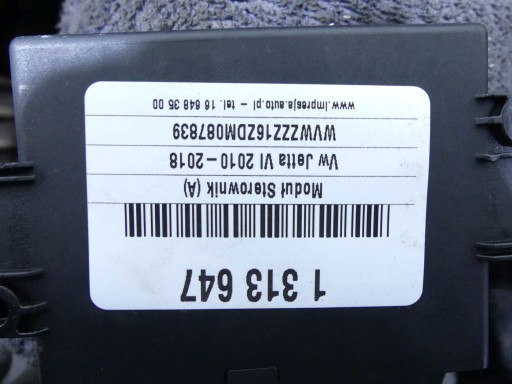 1 313 647
Moduł Sterownik (A)
Vw Jetta VI 2010-2018
WVWZZZ16ZDM087839
www.impresja.auto.pl - tel. 16 648 35 00